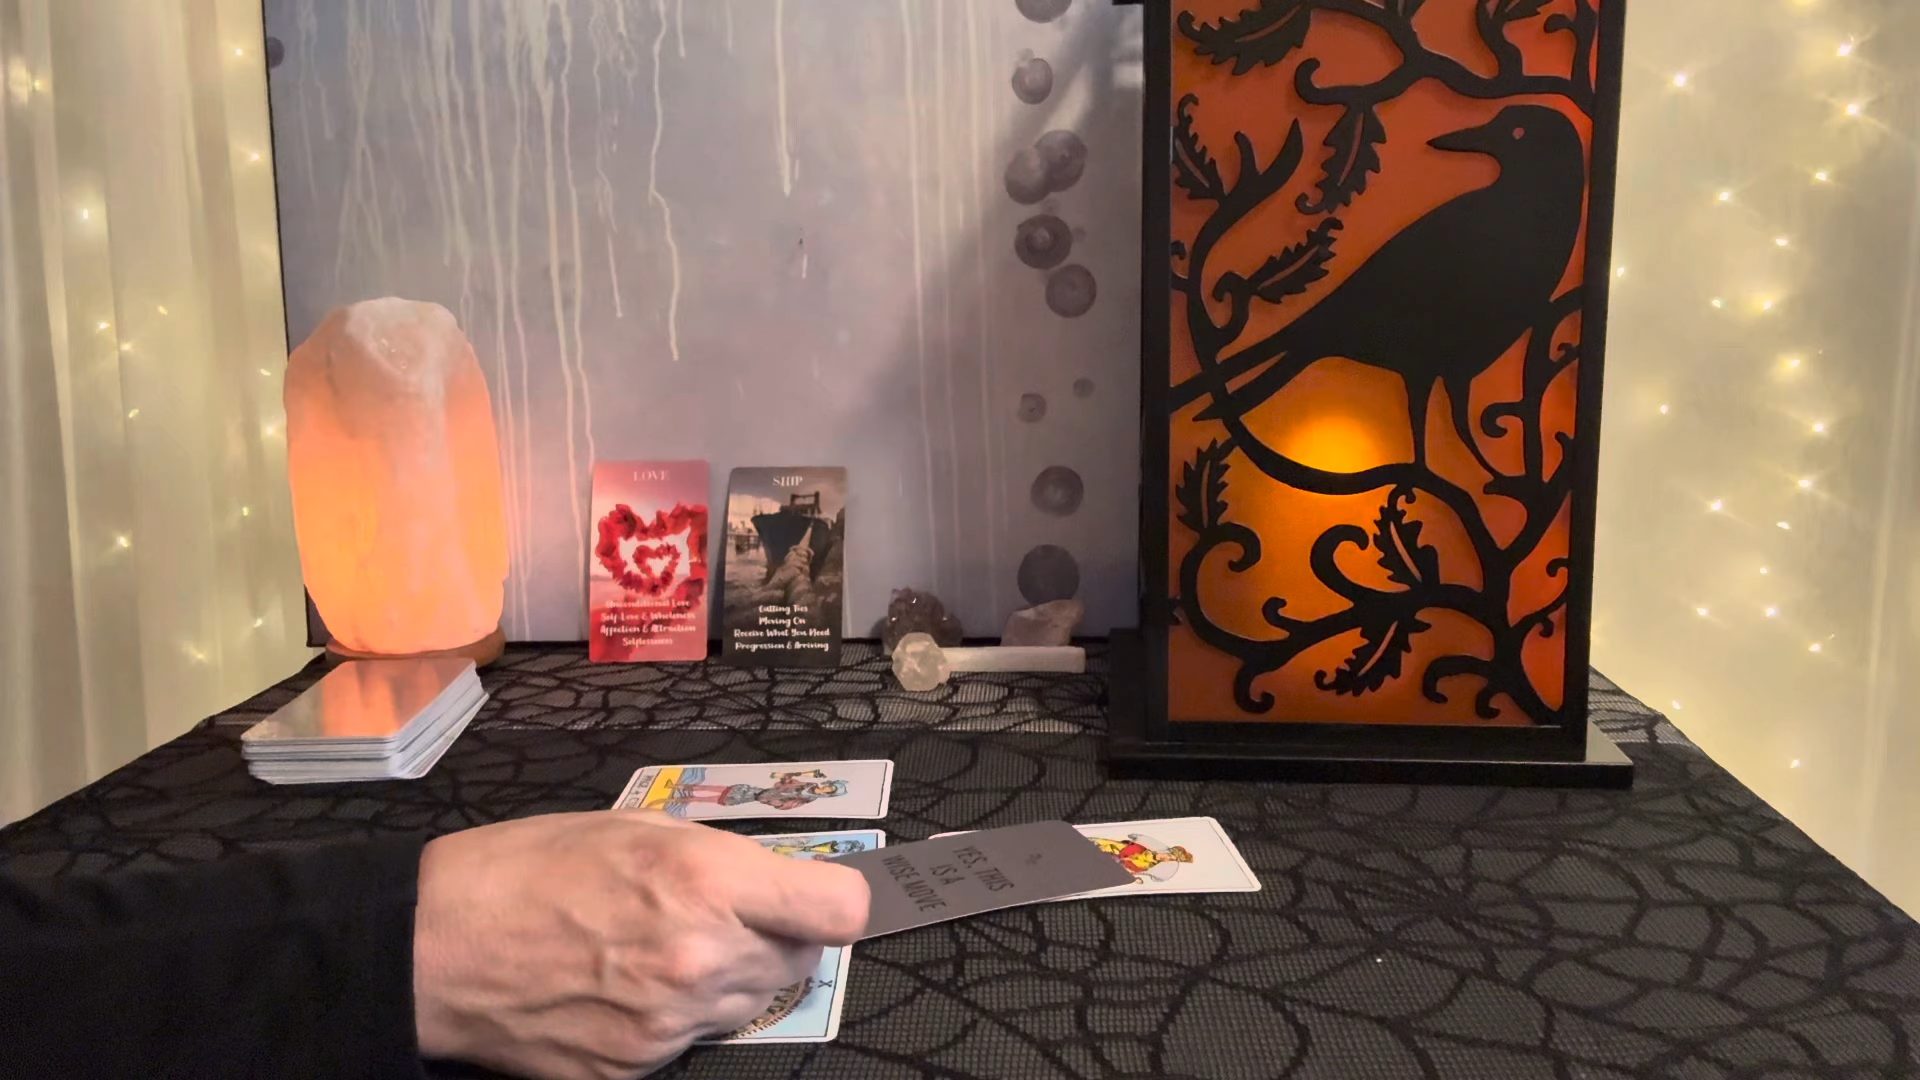 LOVE
Unconditional Love
Self-Love & Wholeness
Affection & Attraction
Selflessness
SHIP
Cutting Ties
Moving On
Receive What You Need
Progression & Arriving
YES, THIS
IS A
WISE MOVE
X